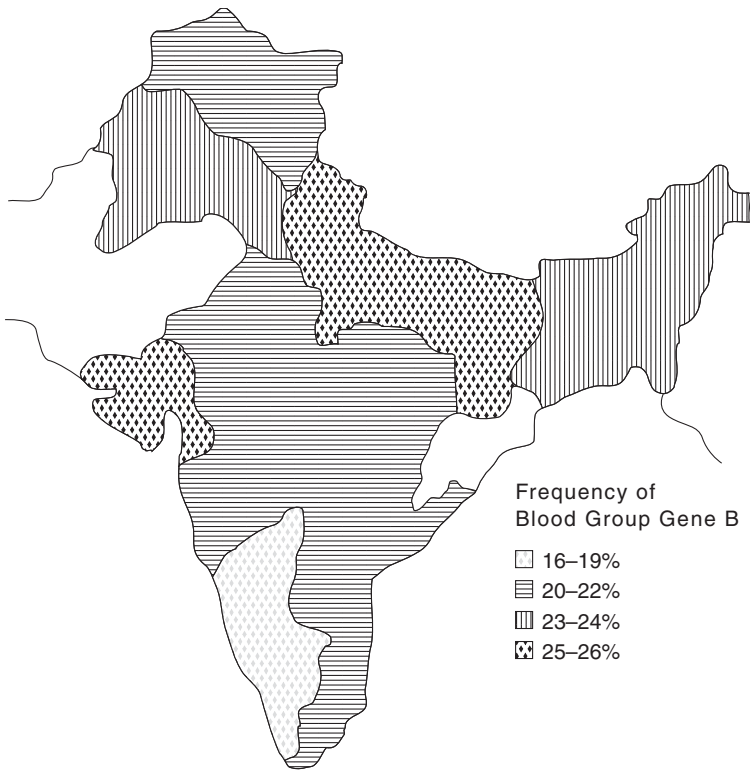 Frequency of
Blood Group Gene B
16–19%
20–22%
23–24%
25–26%